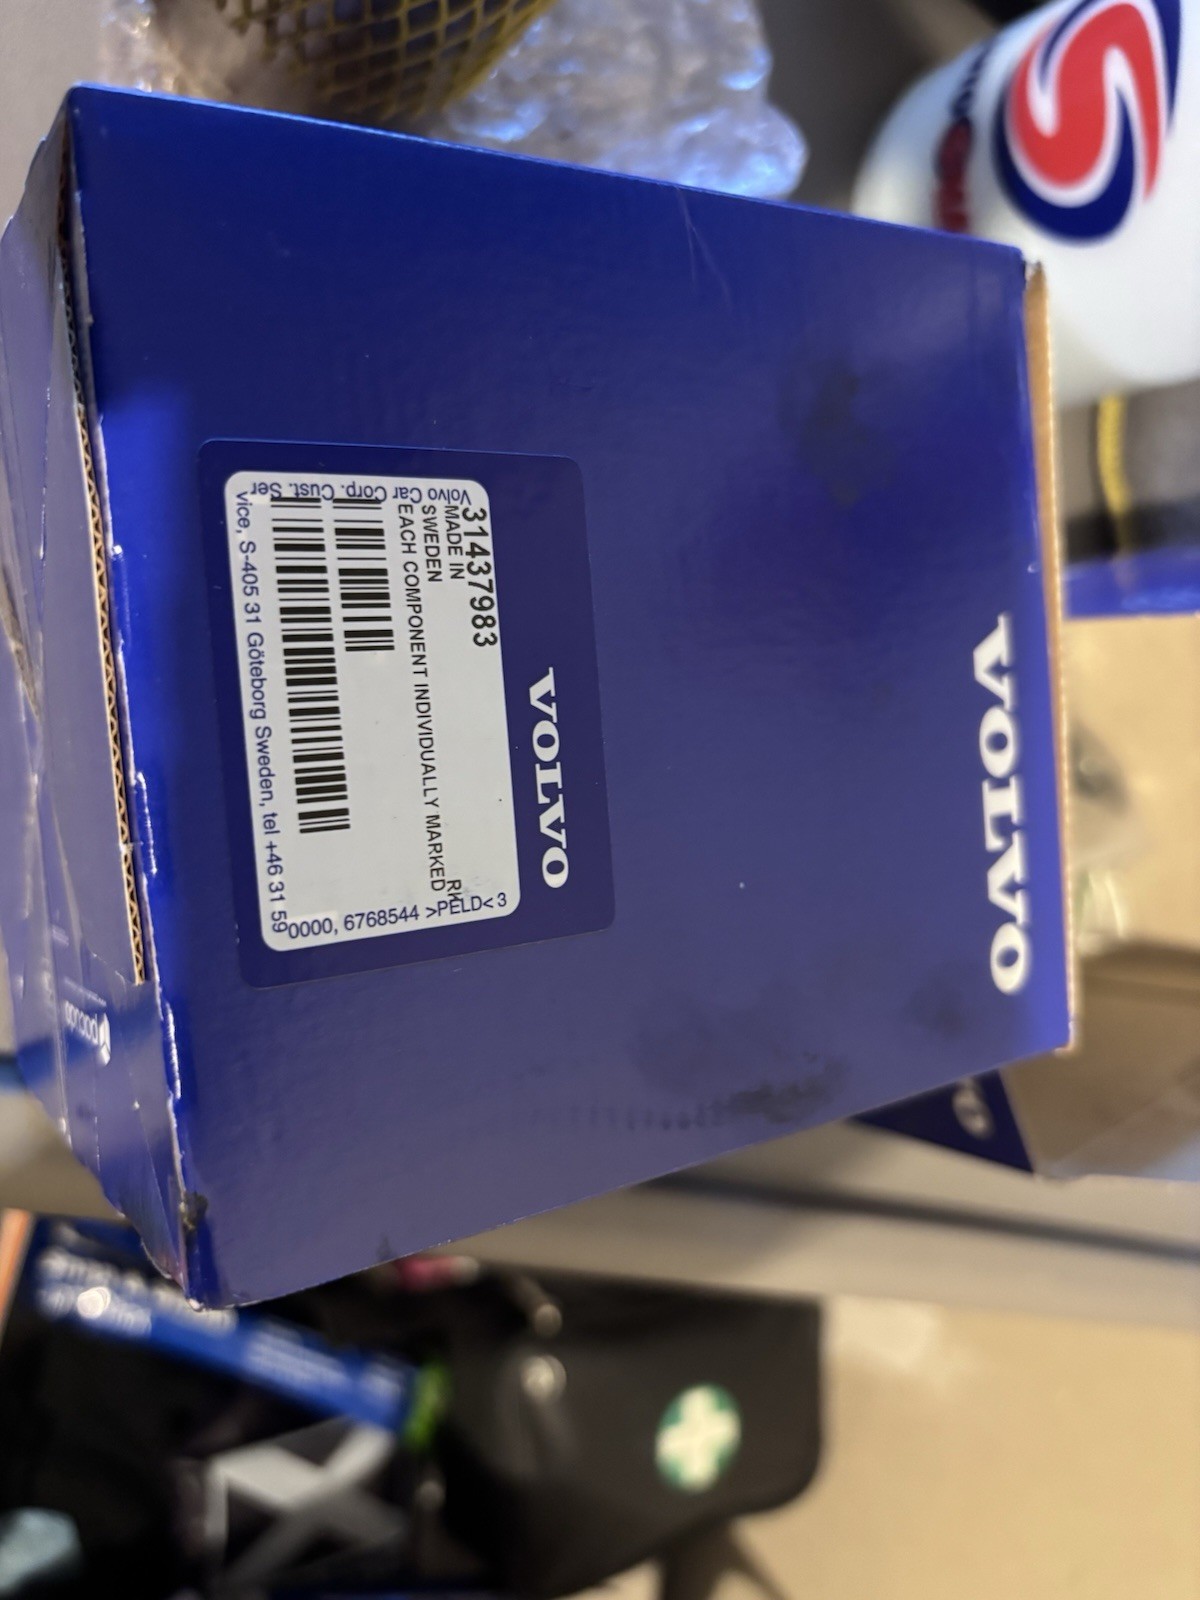 VOLVO
VOLVO
31437983
MADE IN
SWEDEN
EACH COMPONENT INDIVIDUALLY MARKED
Volvo Car Corp. Cust. Ser
vice, S-405 31 Göteborg Sweden, tel +46 31 59
0000, 6768544 >PELD< 3